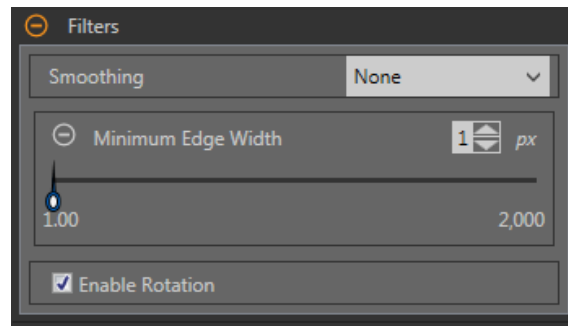 Filters
Smoothing None
Minimum Edge Width 1 px
1.00 2,000
Enable Rotation